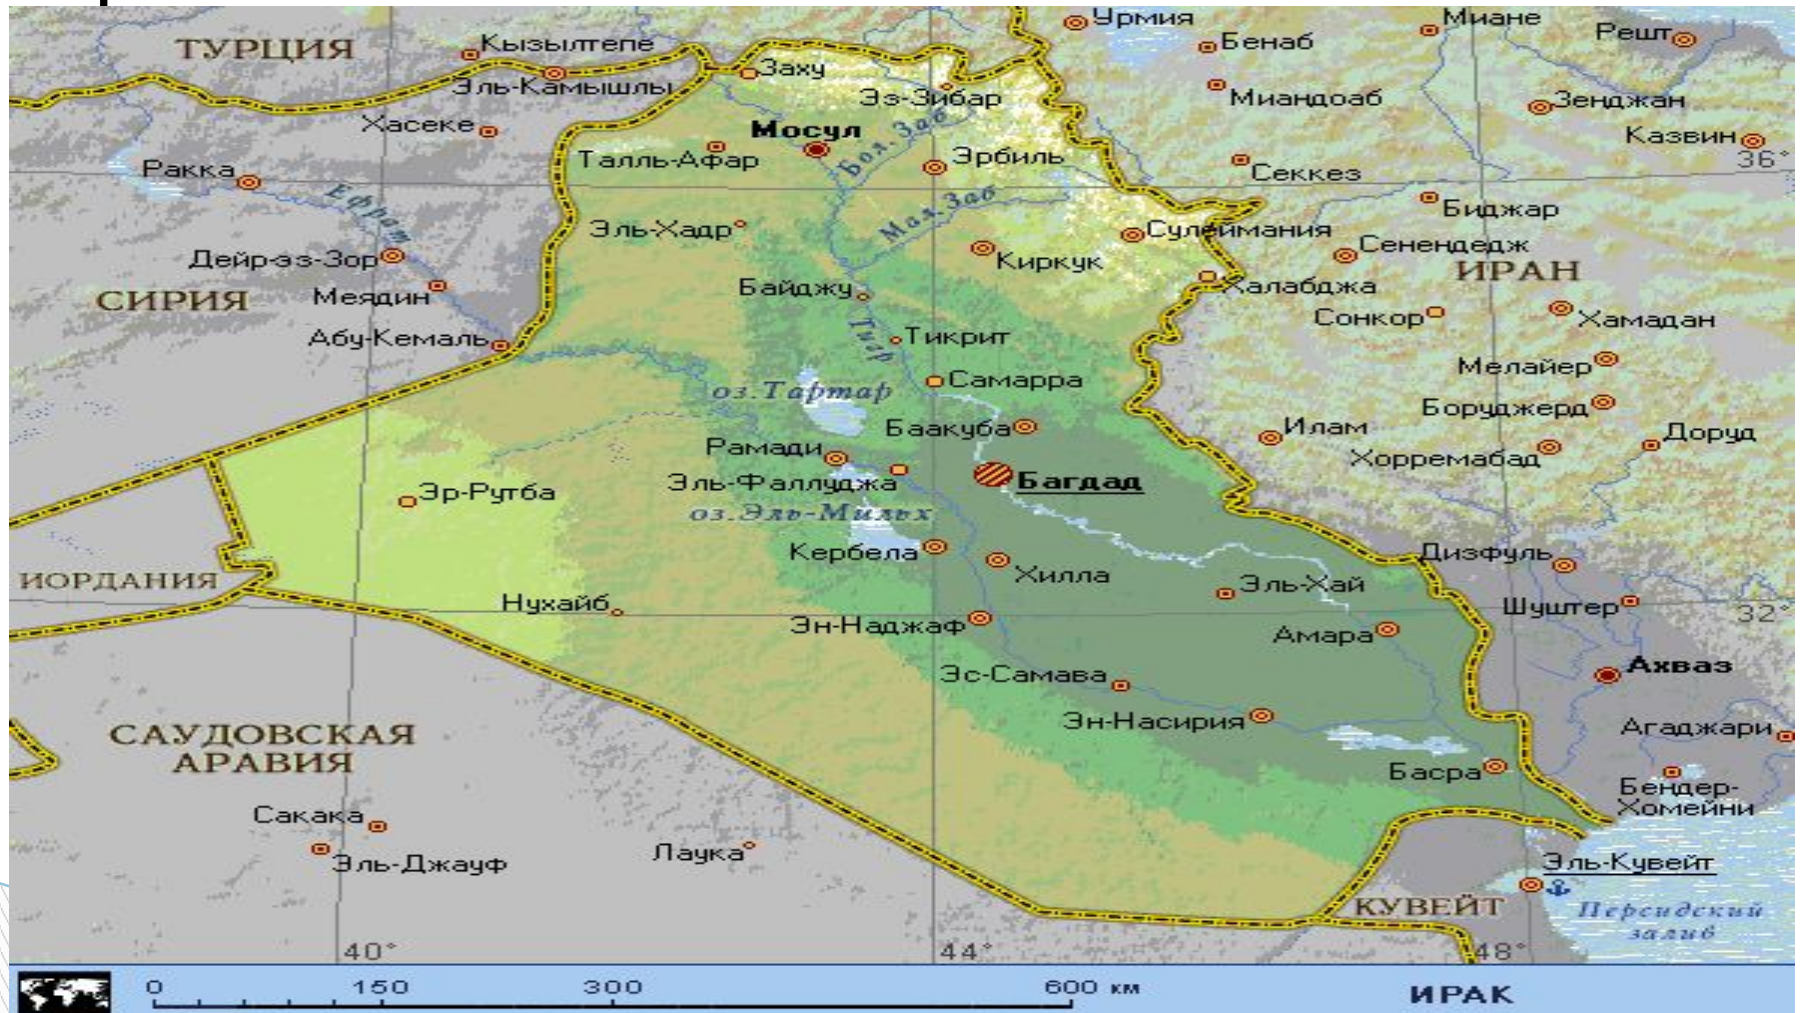 ТУРЦИЯ
Кызылтепе
Урмия
Миане
Бенаб
Решт
Эль-Камышлы
Заху
Эз-Зибар
Миандоаб
Зенджан
Хасеке
Мосул
Бол. Заб
Казвин
36°
Ракка
Талль-Афар
Эрбиль
Секкез
Ефрат
Мал. Заб
Биджар
Эль-Хадр
Сулеймания
Сенендедж
Дейр-эз-Зор
Киркук
ИРАН
СИРИЯ
Меядин
Байджу
Халабджа
Сонкор
Хамадан
Абу-Кемаль
Тигр
Тикрит
Мелайер
оз.Тартар
Самарра
Боруджерд
Баакуба
Илам
Доруд
Рамади
Хорремабад
Эр-Рутба
Эль-Фаллуджа
Багдад
оз.Эль-Мильх
Кербела
Дизфуль
ИОРДАНИЯ
Хилла
Эль-Хай
Нухайб
Шуштер
32°
Эн-Наджаф
Амара
Эс-Самава
Ахваз
Эн-Насирия
Агаджари
САУДОВСКАЯ
АРАВИЯ
Басра
Бендер-
Хомейни
Сакака
Лаука
Эль-Джауф
Эль-Кувейт
КУВЕЙТ
Персидский
залив
40°
44°
48°
0 150 300 600 км
ИРАК